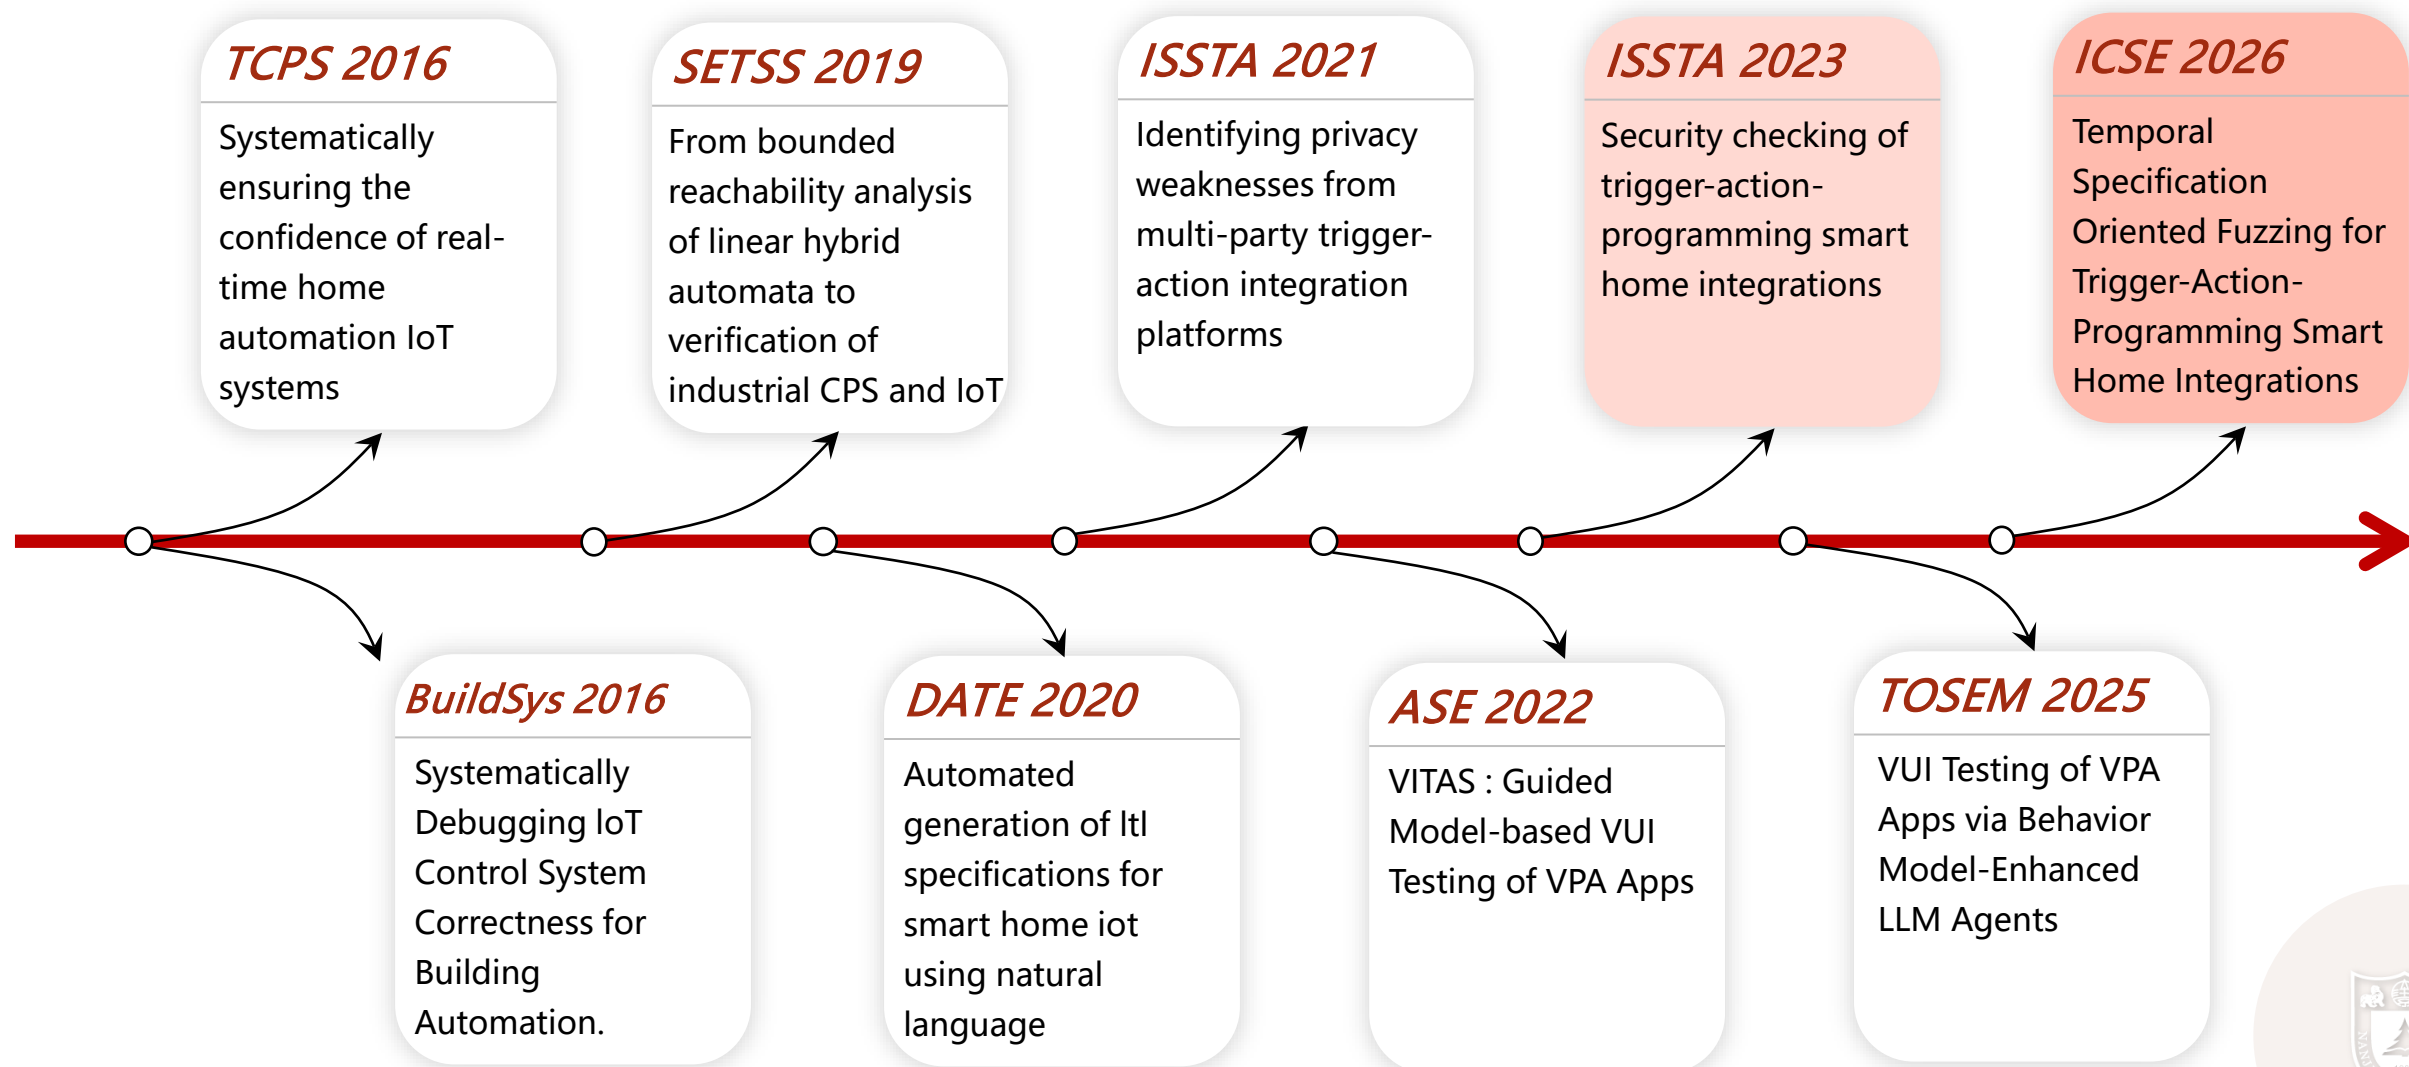 TCPS 2016
Systematically
ensuring the
confidence of real-
time home
automation IoT
systems
SETSS 2019
From bounded
reachability analysis
of linear hybrid
automata to
verification of
industrial CPS and IoT
ISSTA 2021
Identifying privacy
weaknesses from
multi-party trigger-
action integration
platforms
ISSTA 2023
Security checking of
trigger-action-
programming smart
home integrations
ICSE 2026
Temporal
Specification
Oriented Fuzzing for
Trigger-Action-
Programming Smart
Home Integrations
BuildSys 2016
Systematically
Debugging loT
Control System
Correctness for
Building
Automation.
DATE 2020
Automated
generation of ltl
specifications for
smart home iot
using natural
language
ASE 2022
VITAS : Guided
Model-based VUI
Testing of VPA Apps
TOSEM 2025
VUI Testing of VPA
Apps via Behavior
Model-Enhanced
LLM Agents